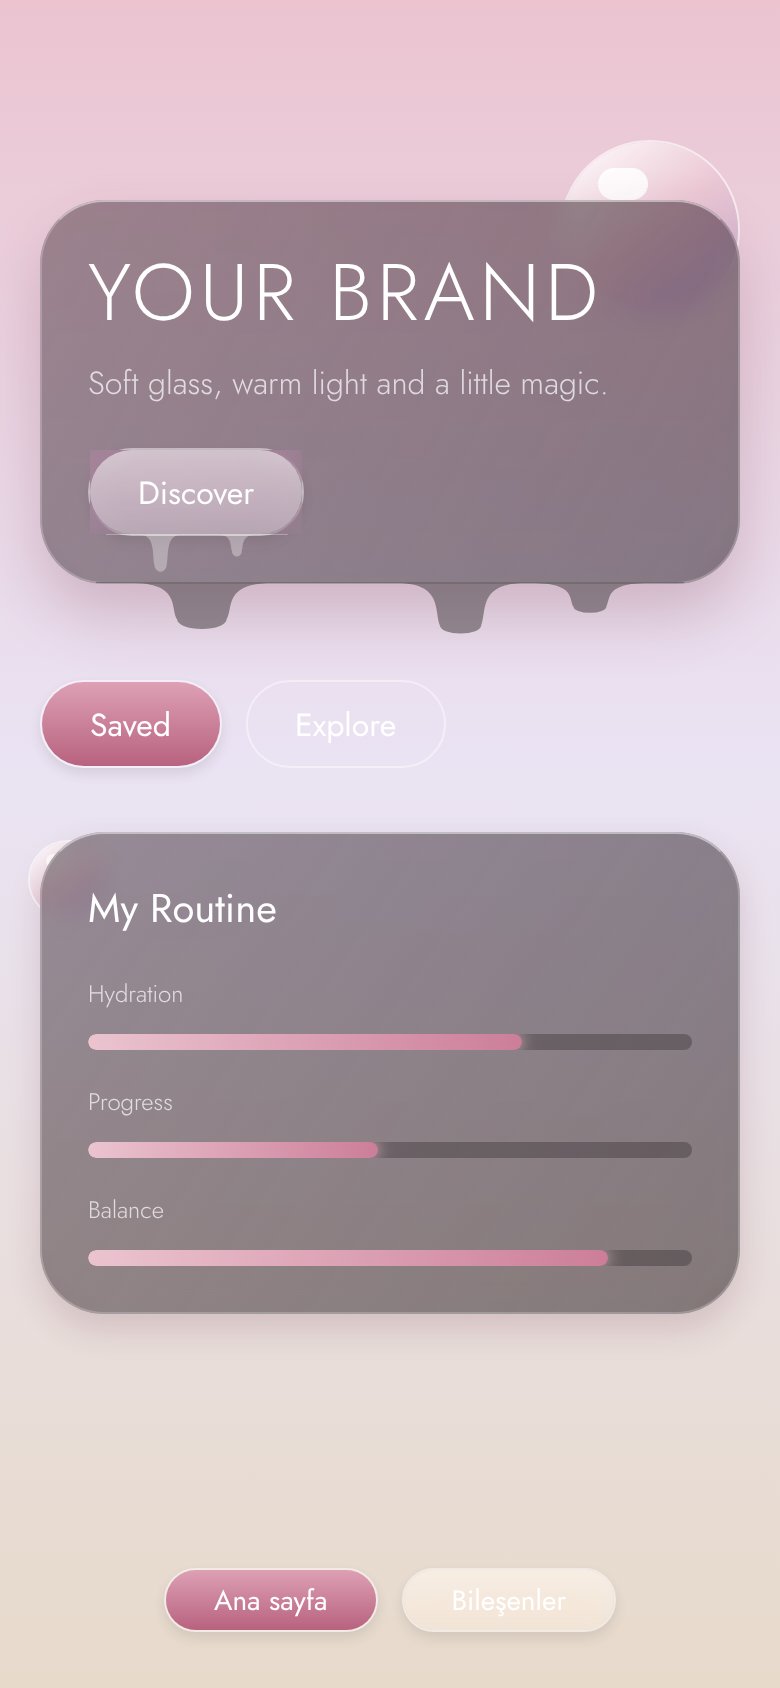 YOUR BRAND
Soft glass, warm light and a little magic.
Discover
Saved
Explore
My Routine
Hydration
Progress
Balance
Ana sayfa
Bileşenler